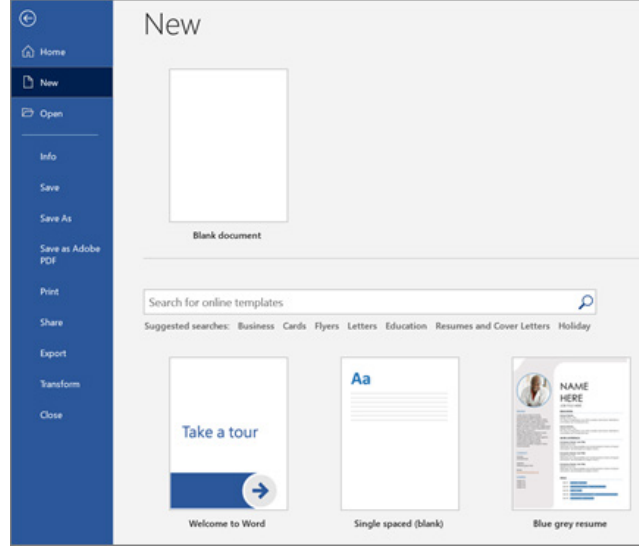 New
Home
New
Open
Info
Save
Save As
Save as Adobe
PDF
Print
Share
Export
Transform
Close
Blank document
Search for online templates
Suggested searches: Business Cards Flyers Letters Education Resumes and Cover Letters Holiday
Take a tour
Welcome to Word
Aa
Single spaced (blank)
NAME
HERE
Blue grey resume